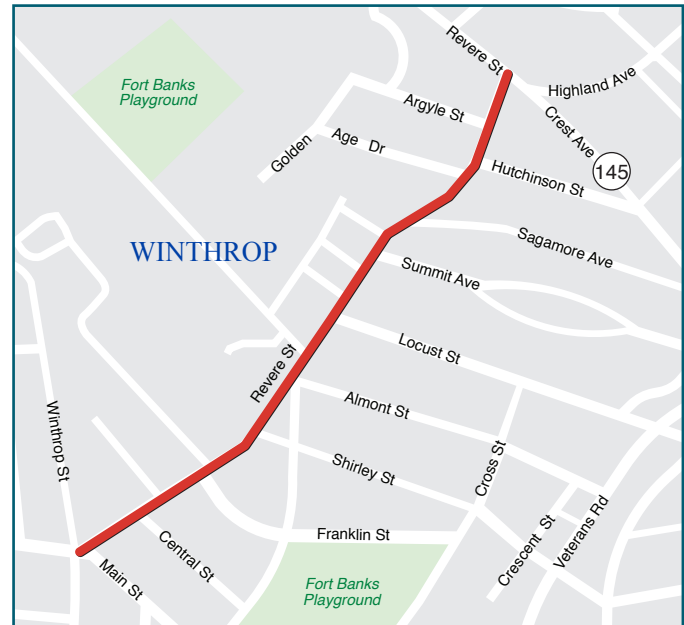 Revere St
Fort Banks
Playground
Highland Ave
Argyle St
Crest Ave
Golden
Age Dr
145
Hutchinson St
WINTHROP
Sagamore Ave
Summit Ave
Locust St
Revere St
Almont St
Winthrop St
Shirley St
Cross St
Central St
Franklin St
Crescent St
Veterans Rd
Main St
Fort Banks
Playground